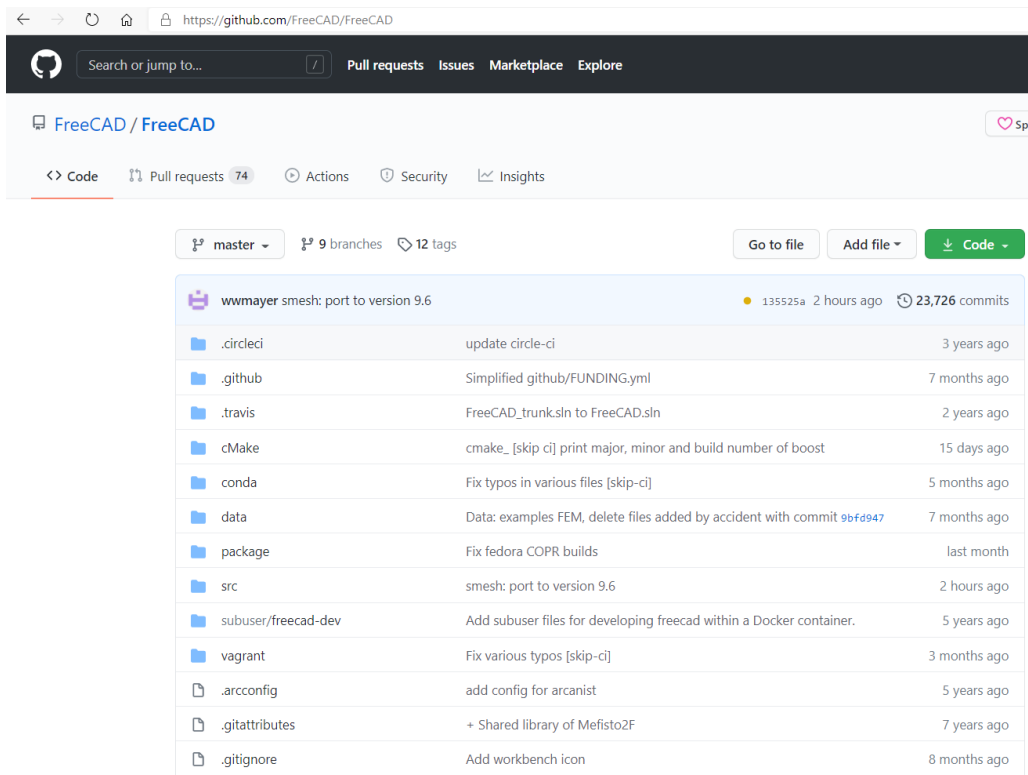 https://github.com/FreeCAD/FreeCAD
Search or jump to... / Pull requests Issues Marketplace Explore
FreeCAD / FreeCAD Sp
Code Pull requests 74 Actions Security Insights
master 9 branches 12 tags Go to file Add file Code
wwmayer smesh: port to version 9.6 135525a 2 hours ago 23,726 commits
.circleci update circle-ci 3 years ago
.github Simplified github/FUNDING.yml 7 months ago
.travis FreeCAD_trunk.sln to FreeCAD.sln 2 years ago
cMake cmake_ [skip ci] print major, minor and build number of boost 15 days ago
conda Fix typos in various files [skip-ci] 5 months ago
data Data: examples FEM, delete files added by accident with commit 9bfd947 7 months ago
package Fix fedora COPR builds last month
src smesh: port to version 9.6 2 hours ago
subuser/freecad-dev Add subuser files for developing freecad within a Docker container. 5 years ago
vagrant Fix various typos [skip-ci] 3 months ago
.arcconfig add config for arcanist 5 years ago
.gitattributes + Shared library of Mefisto2F 7 years ago
.gitignore Add workbench icon 8 months ago